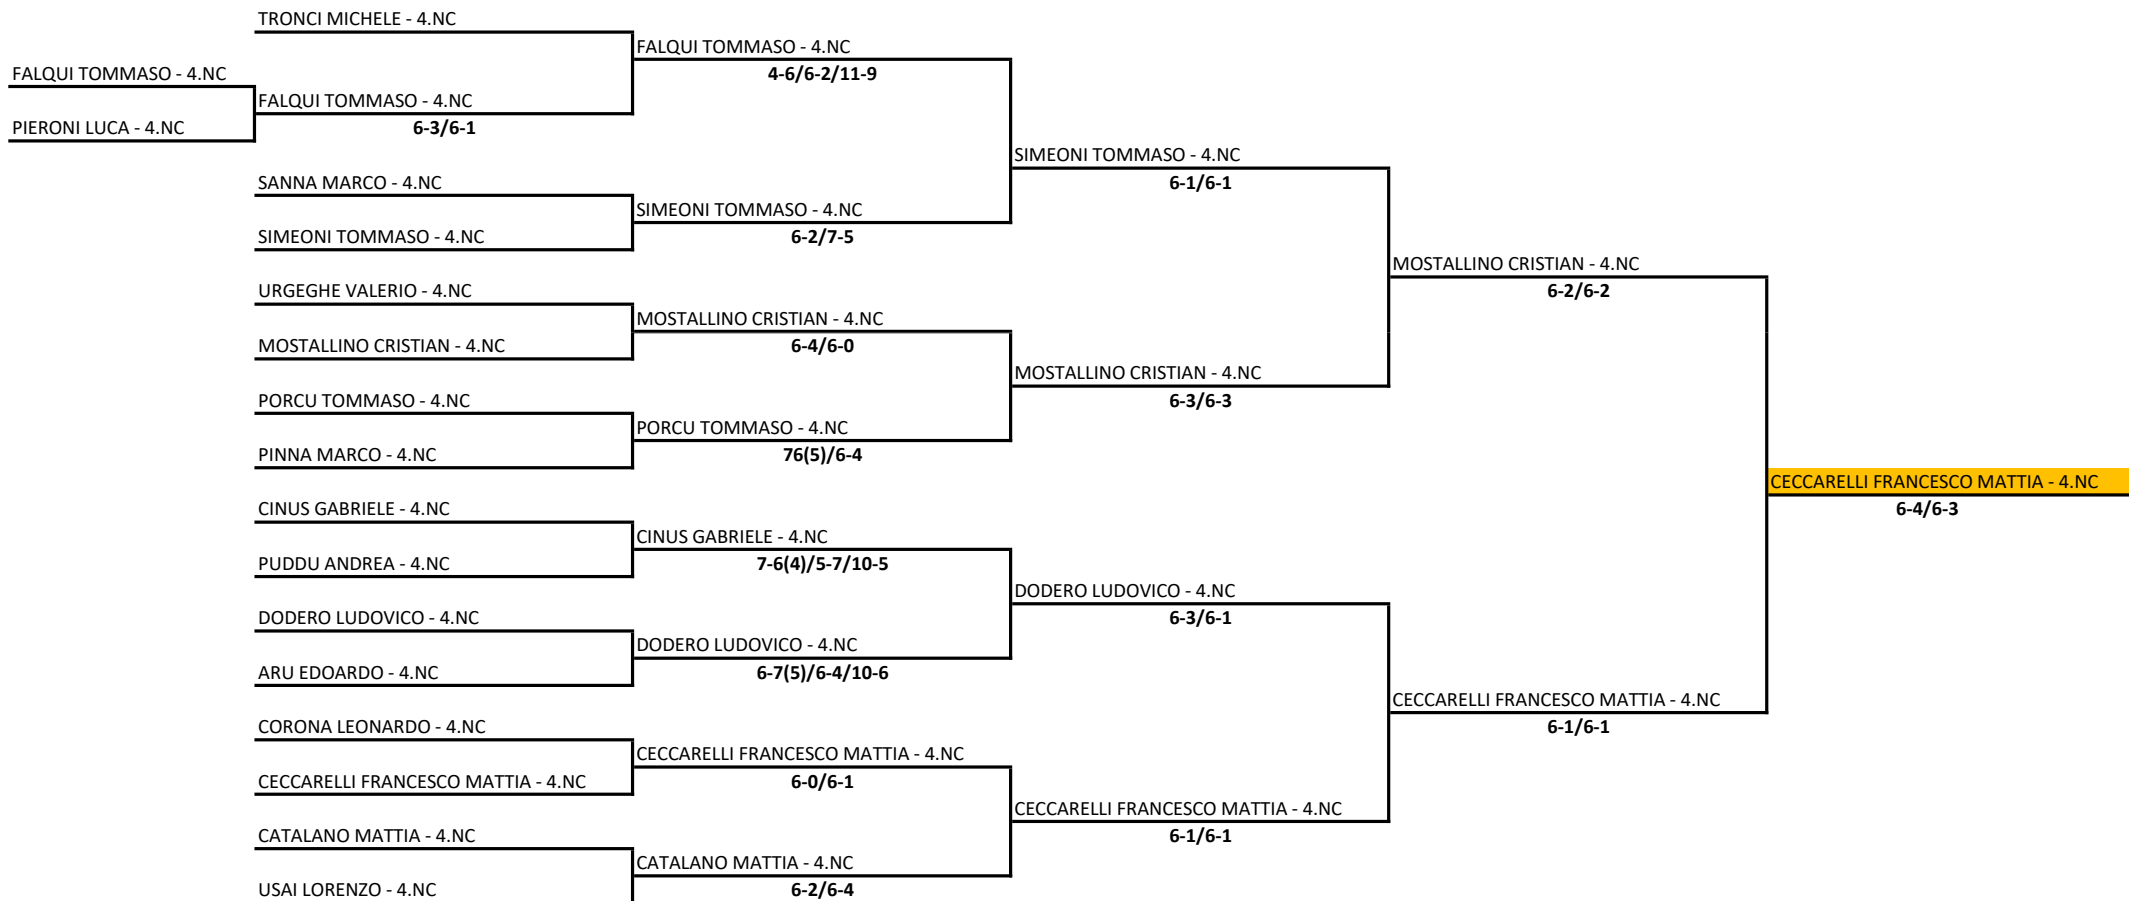 TRONCI MICHELE - 4.NC
FALQUI TOMMASO - 4.NC
4-6/6-2/11-9
FALQUI TOMMASO - 4.NC
FALQUI TOMMASO - 4.NC
6-3/6-1
PIERONI LUCA - 4.NC
SIMEONI TOMMASO - 4.NC
6-1/6-1
SANNA MARCO - 4.NC
SIMEONI TOMMASO - 4.NC
6-2/7-5
SIMEONI TOMMASO - 4.NC
MOSTALLINO CRISTIAN - 4.NC
6-2/6-2
URGEGHE VALERIO - 4.NC
MOSTALLINO CRISTIAN - 4.NC
6-4/6-0
MOSTALLINO CRISTIAN - 4.NC
MOSTALLINO CRISTIAN - 4.NC
6-3/6-3
PORCU TOMMASO - 4.NC
PORCU TOMMASO - 4.NC
76(5)/6-4
PINNA MARCO - 4.NC
CECCARELLI FRANCESCO MATTIA - 4.NC
6-4/6-3
CINUS GABRIELE - 4.NC
CINUS GABRIELE - 4.NC
7-6(4)/5-7/10-5
PUDDU ANDREA - 4.NC
DODERO LUDOVICO - 4.NC
6-3/6-1
DODERO LUDOVICO - 4.NC
DODERO LUDOVICO - 4.NC
6-7(5)/6-4/10-6
ARU EDOARDO - 4.NC
CECCARELLI FRANCESCO MATTIA - 4.NC
6-1/6-1
CORONA LEONARDO - 4.NC
CECCARELLI FRANCESCO MATTIA - 4.NC
6-0/6-1
CECCARELLI FRANCESCO MATTIA - 4.NC
CECCARELLI FRANCESCO MATTIA - 4.NC
6-1/6-1
CATALANO MATTIA - 4.NC
CATALANO MATTIA - 4.NC
6-2/6-4
USAI LORENZO - 4.NC